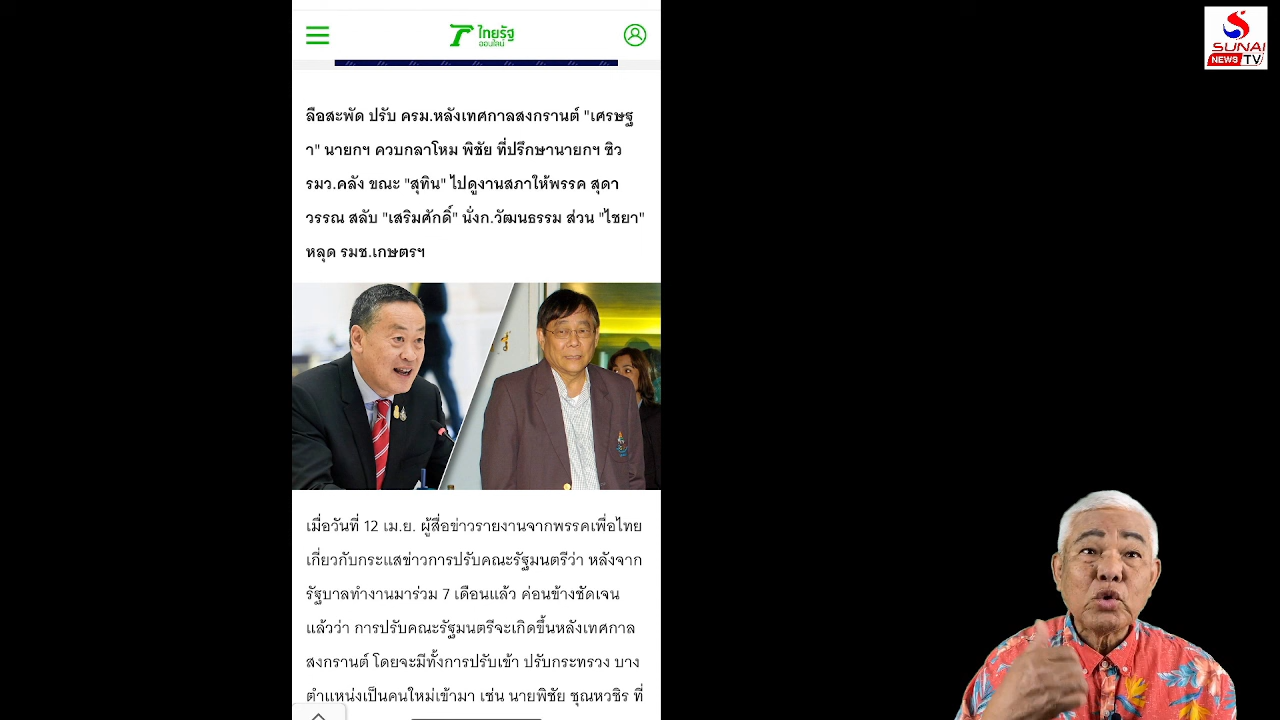 ไทยรัฐ
ออนไลน์
SUNAI
NEWS TV
ลือสะพัด ปรับ ครม.หลังเทศกาลสงกรานต์ "เศรษฐ
า" นายกฯ ควบกลาโหม พิชัย ที่ปรึกษานายกฯ ซิว
รมว.คลัง ขณะ "สุทิน" ไปดูงานสภาให้พรรค สุดา
วรรณ สลับ "เสริมศักดิ์" นั่งก.วัฒนธรรม ส่วน "ไชยา"
หลุด รมช.เกษตรฯ
เมื่อวันที่ 12 เม.ย. ผู้สื่อข่าวรายงานจากพรรคเพื่อไทย
เกี่ยวกับกระแสข่าวการปรับคณะรัฐมนตรีว่า หลังจาก
รัฐบาลทำงานมาร่วม 7 เดือนแล้ว ค่อนข้างชัดเจน
แล้วว่า การปรับคณะรัฐมนตรีจะเกิดขึ้นหลังเทศกาล
สงกรานต์ โดยจะมีทั้งการปรับเข้า ปรับกระทรวง บาง
ตำแหน่งเป็นคนใหม่เข้ามา เช่น นายพิชัย ชุณหวชิร ที่